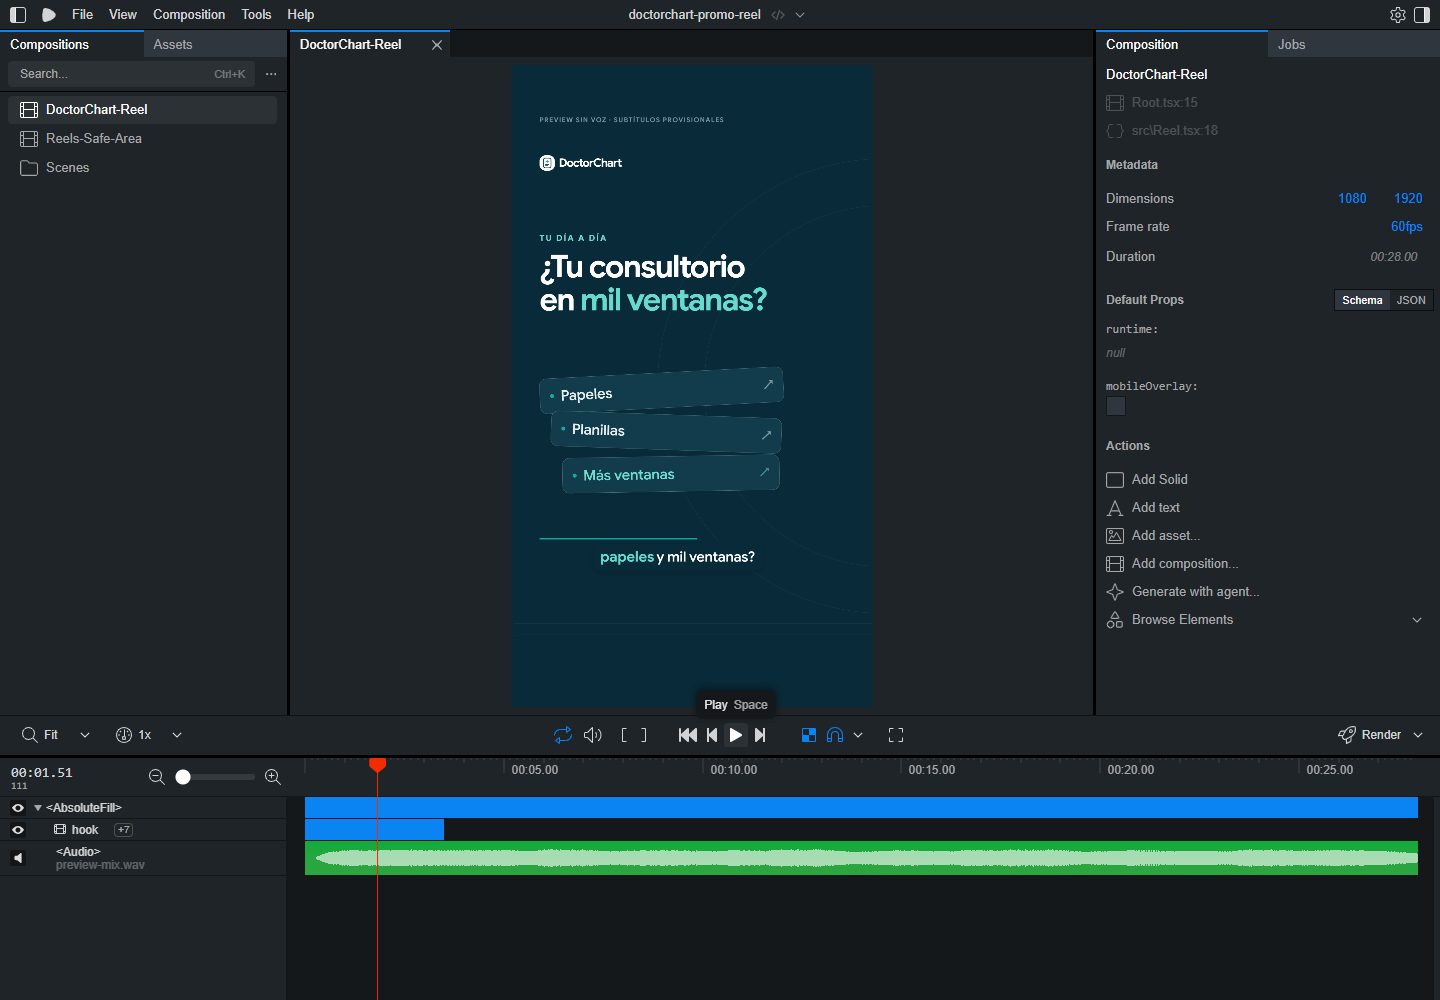 File View Composition Tools Help
doctorchart-promo-reel
Compositions Assets
Search... Ctrl+K
DoctorChart-Reel
Reels-Safe-Area
Scenes
DoctorChart-Reel
PREVIEW SIN VOZ · SUBTÍTULOS PROVISIONALES
DoctorChart
TU DÍA A DÍA
¿Tu consultorio
en mil ventanas?
Papeles
Planillas
Más ventanas
papeles y mil ventanas?
Composition Jobs
DoctorChart-Reel
Root.tsx:15
src\Reel.tsx:18
Metadata
Dimensions 1080 1920
Frame rate 60fps
Duration 00:28.00
Default Props Schema JSON
runtime:
null
mobileOverlay:
Actions
Add Solid
Add text
Add asset...
Add composition...
Generate with agent...
Browse Elements
Play Space
Fit 1x Render
00:01.51
111
00:05.00 00:10.00 00:15.00 00:20.00 00:25.00
<AbsoluteFill>
hook +7
<Audio>
preview-mix.wav